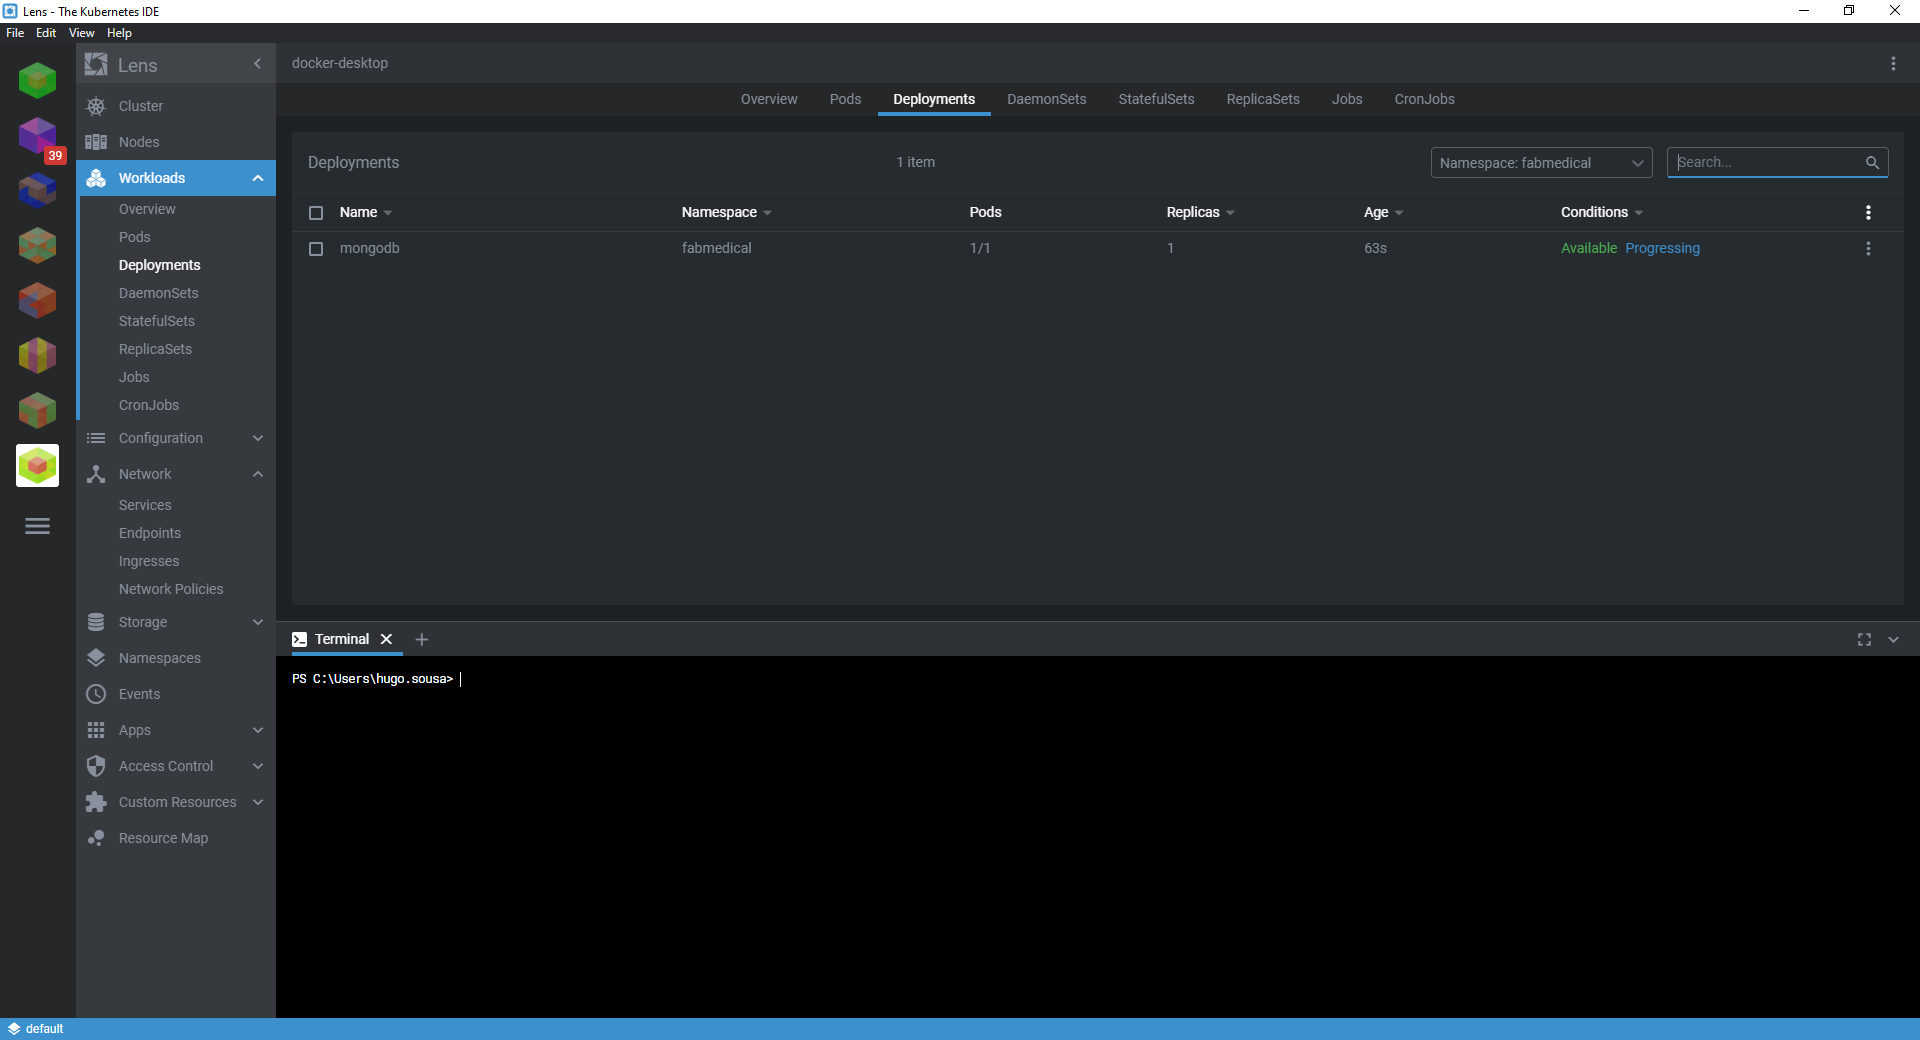 Lens - The Kubernetes IDE
File Edit View Help
39
Lens
Cluster
Nodes
Workloads
Overview
Pods
Deployments
DaemonSets
StatefulSets
ReplicaSets
Jobs
CronJobs
Configuration
Network
Services
Endpoints
Ingresses
Network Policies
Storage
Namespaces
Events
Apps
Access Control
Custom Resources
Resource Map
docker-desktop
Overview Pods Deployments DaemonSets StatefulSets ReplicaSets Jobs CronJobs
Deployments 1 item Namespace: fabmedical Search...
Name Namespace Pods Replicas Age Conditions
mongodb fabmedical 1/1 1 63s Available Progressing
Terminal
PS C:\Users\hugo.sousa>
default